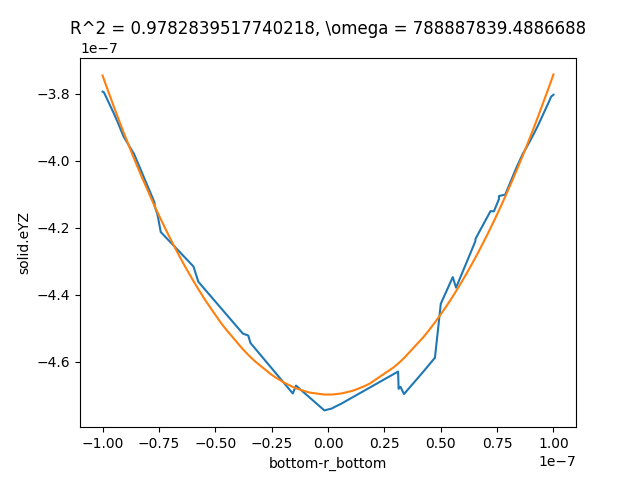 R^2 = 0.9782839517740218, \omega = 788887839.4886688
1e−7
−3.8
−4.0
−4.2
−4.4
−4.6
solid.eYZ
−1.00 −0.75 −0.50 −0.25 0.00 0.25 0.50 0.75 1.00
1e−7
bottom-r_bottom